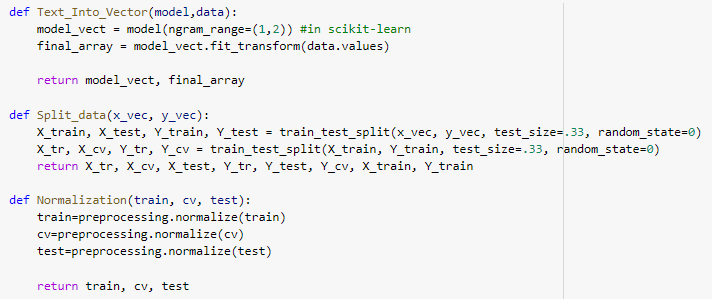 def Text_Into_Vector(model,data):
    model_vect = model(ngram_range=(1,2)) #in scikit-learn
    final_array = model_vect.fit_transform(data.values)

    return model_vect, final_array

def Split_data(x_vec, y_vec):
    X_train, X_test, Y_train, Y_test = train_test_split(x_vec, y_vec, test_size=.33, random_state=0)
    X_tr, X_cv, Y_tr, Y_cv = train_test_split(X_train, Y_train, test_size=.33, random_state=0)
    return X_tr, X_cv, X_test, Y_tr, Y_test, Y_cv, X_train, Y_train

def Normalization(train, cv, test):
    train=preprocessing.normalize(train)
    cv=preprocessing.normalize(cv)
    test=preprocessing.normalize(test)

    return train, cv, test